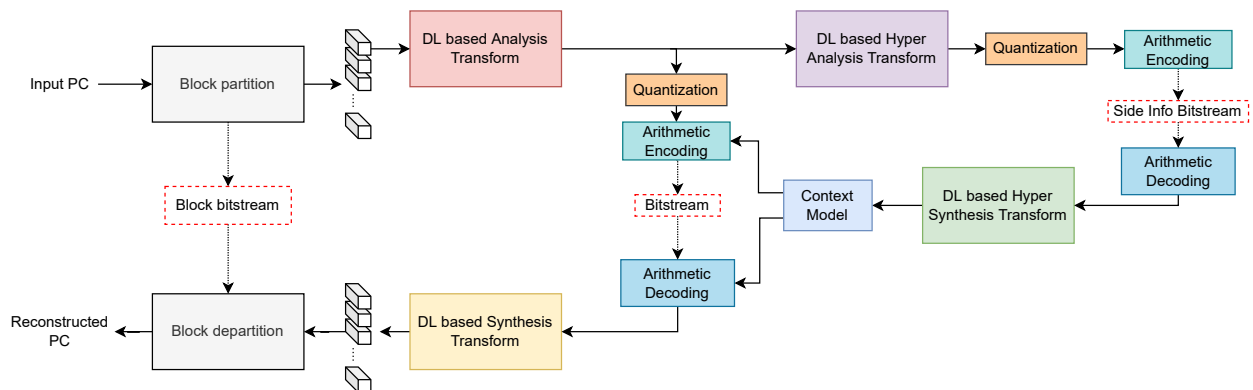 Input PC
Block partition
DL based Analysis
Transform
DL based Hyper
Analysis Transform
Quantization
Arithmetic
Encoding
Quantization
Side Info Bitstream
Arithmetic
Encoding
Arithmetic
Decoding
Block bitstream
Bitstream
Context
Model
DL based Hyper
Synthesis Transform
Arithmetic
Decoding
Reconstructed
PC
Block departition
DL based Synthesis
Transform